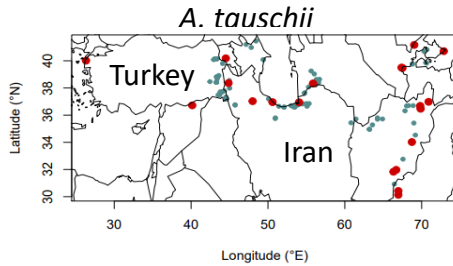 A. tauschii
40
38
36
34
32
30
Latitude (°N)
Turkey
Iran
30 40 50 60 70
Longitude (°E)